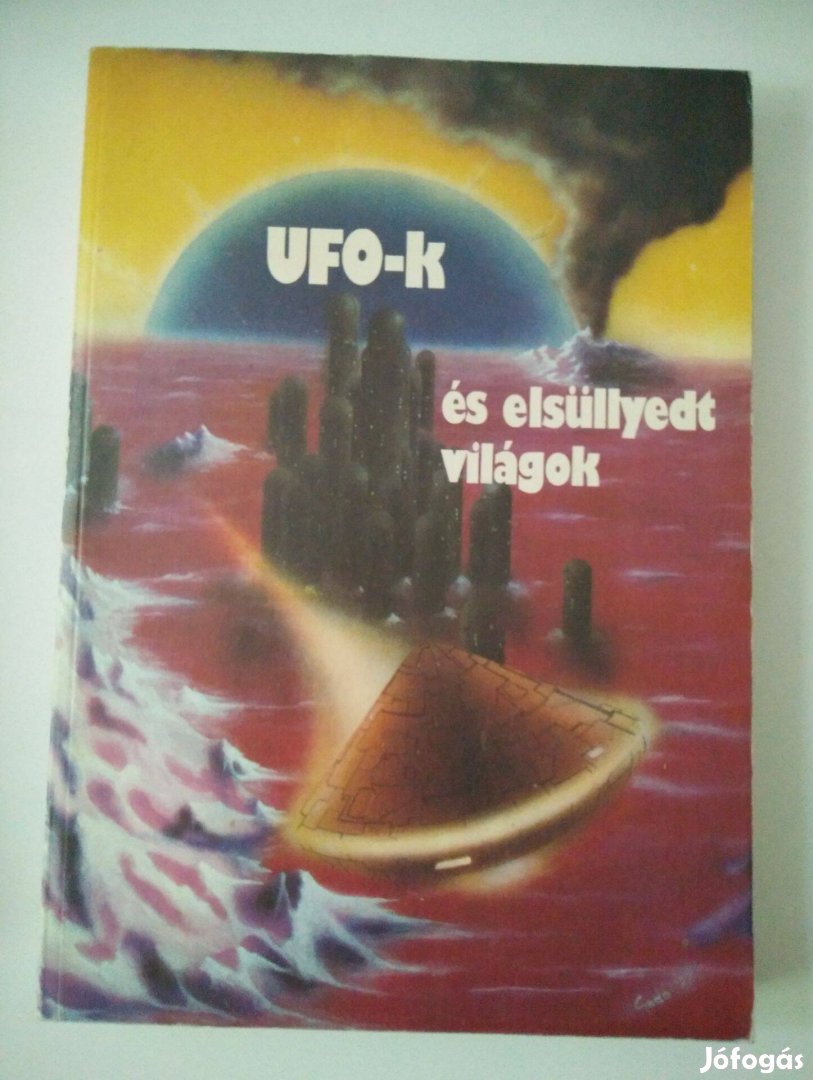 UFO-k
és elsüllyedt
világok
Jófogás